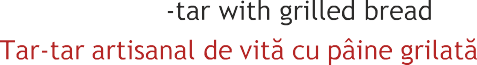 -tar with grilled bread
Tar-tar artisanal de vită cu pâine grilată